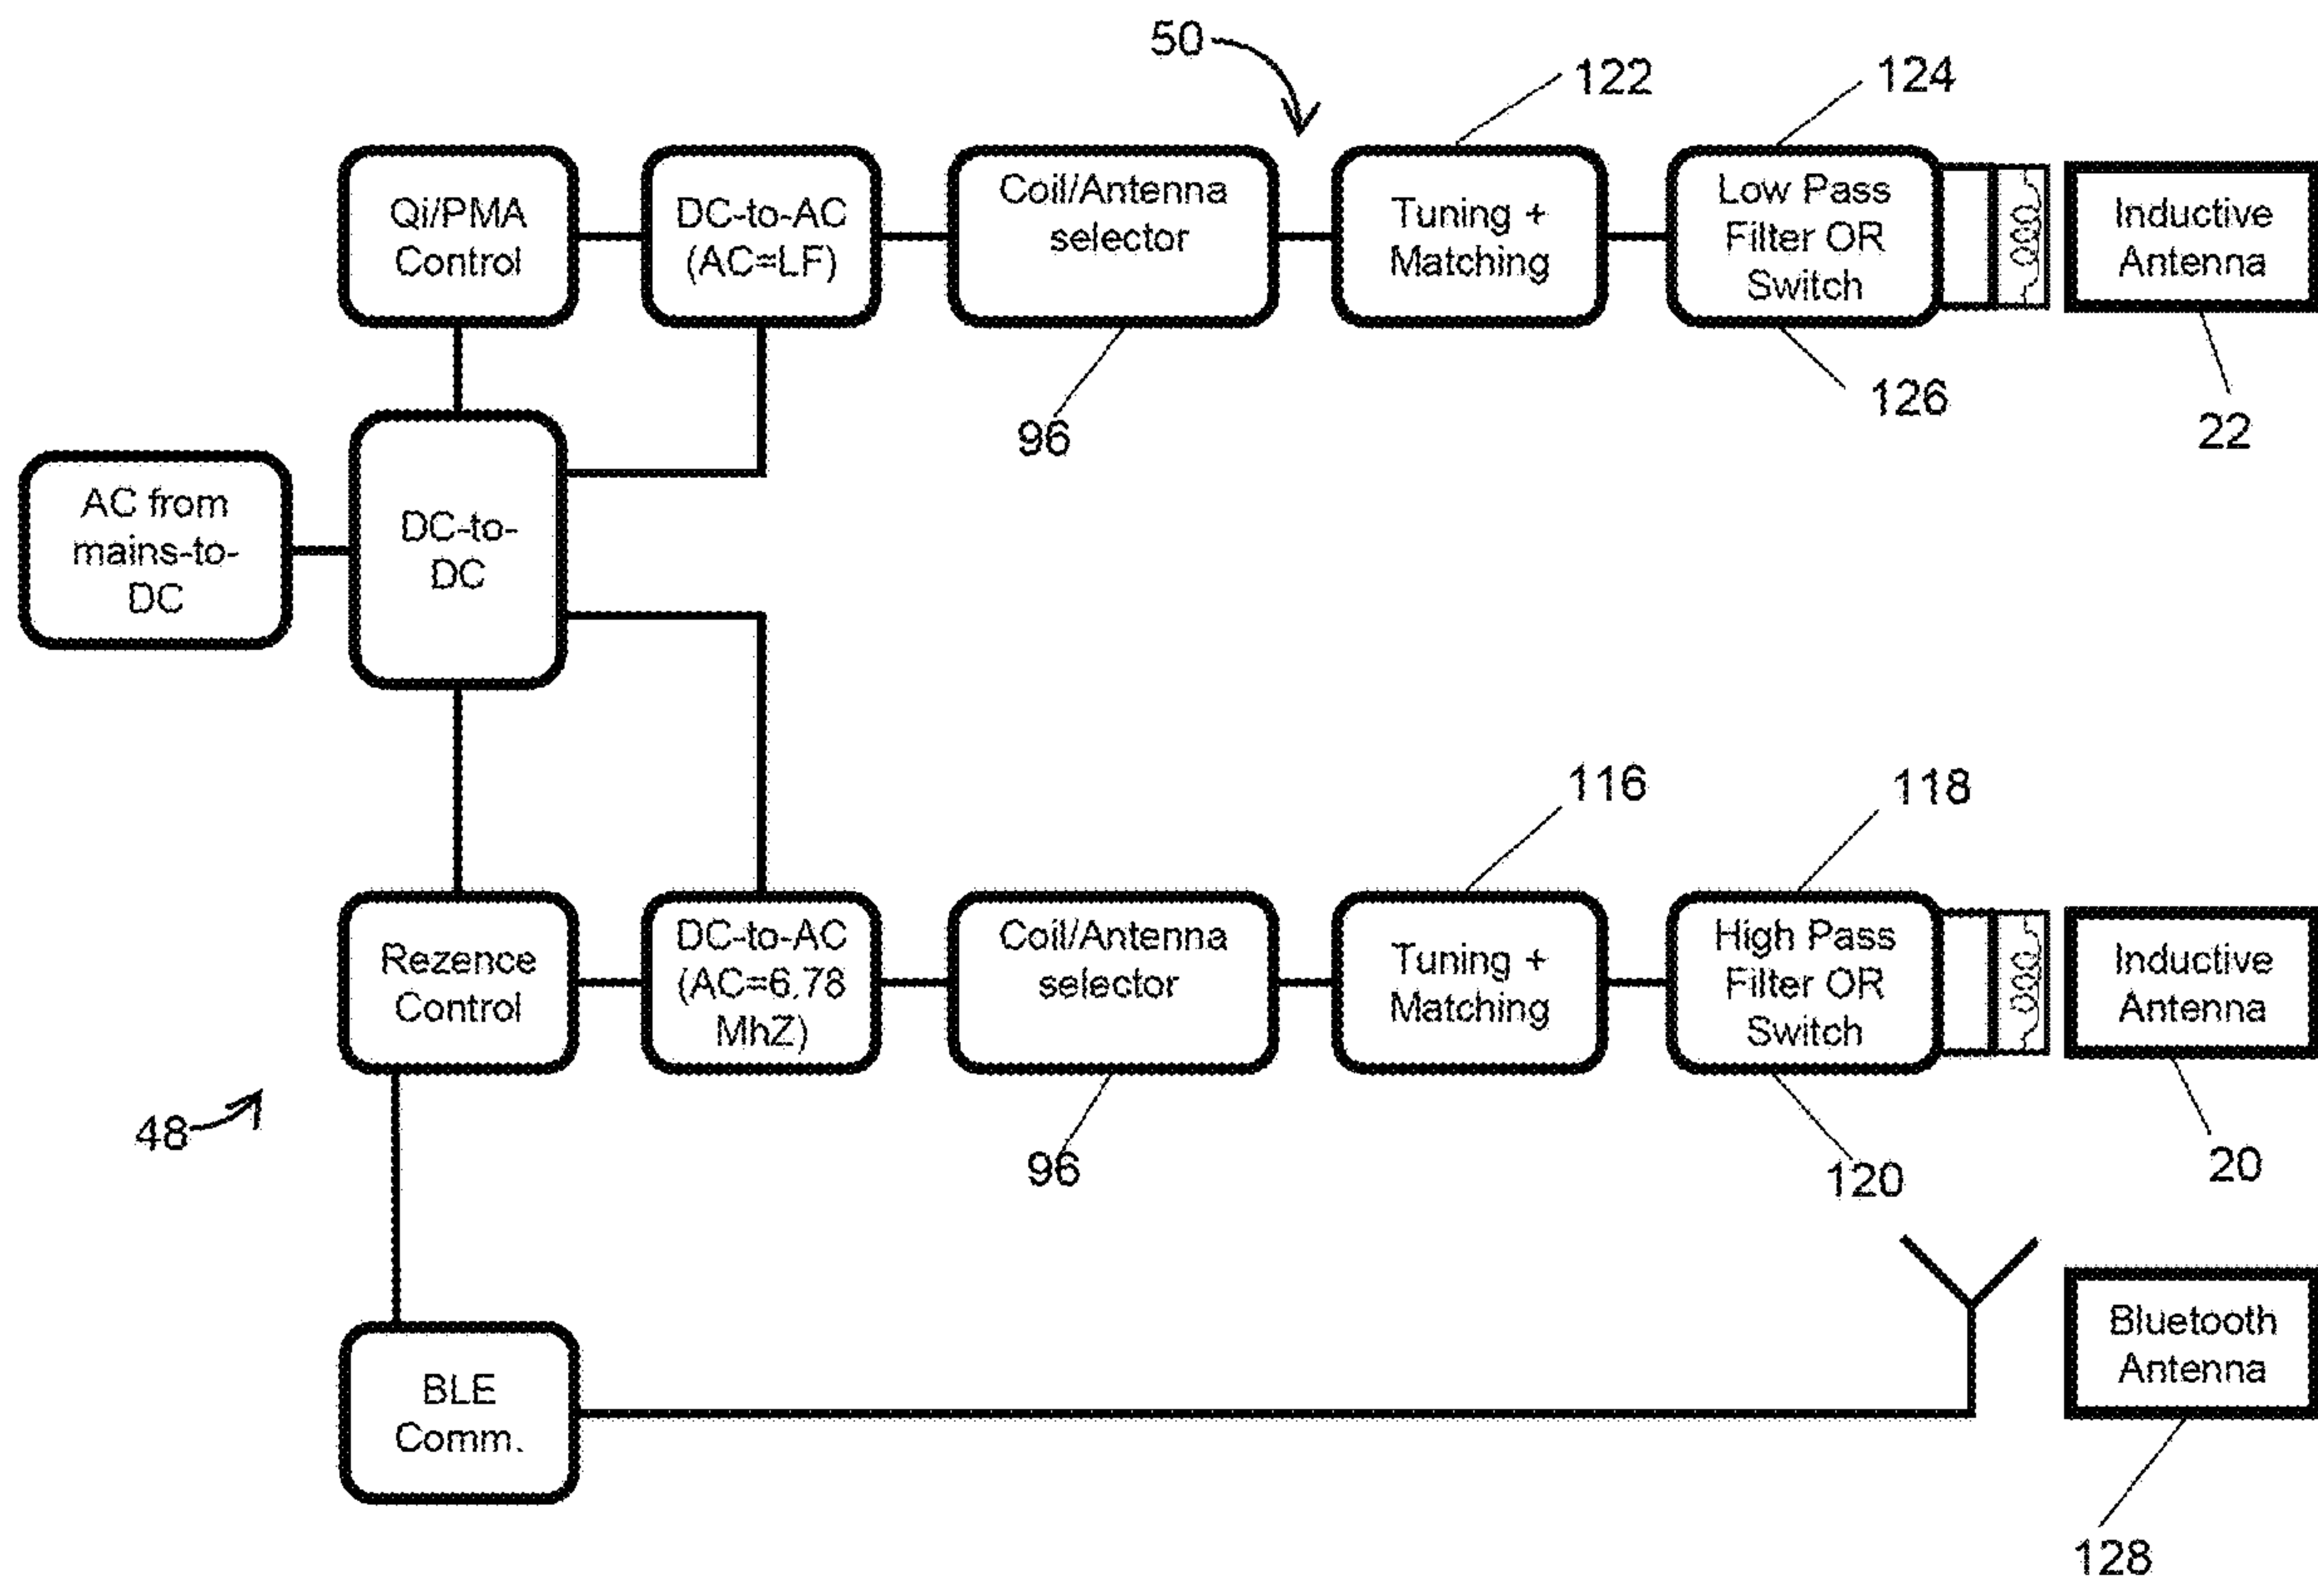 50
122
124
Qi/PMA
Control
DC-to-AC
(AC=LF)
Coil/Antenna
selector
Tuning +
Matching
Low Pass
Filter OR
Switch
Inductive
Antenna
96
126
22
AC from
mains-to-
DC
DC-to-
DC
116
118
Rezence
Control
DC-to-AC
(AC=6.78
MhZ)
Coil/Antenna
selector
Tuning +
Matching
High Pass
Filter OR
Switch
Inductive
Antenna
48
96
120
20
BLE
Comm.
Bluetooth
Antenna
128